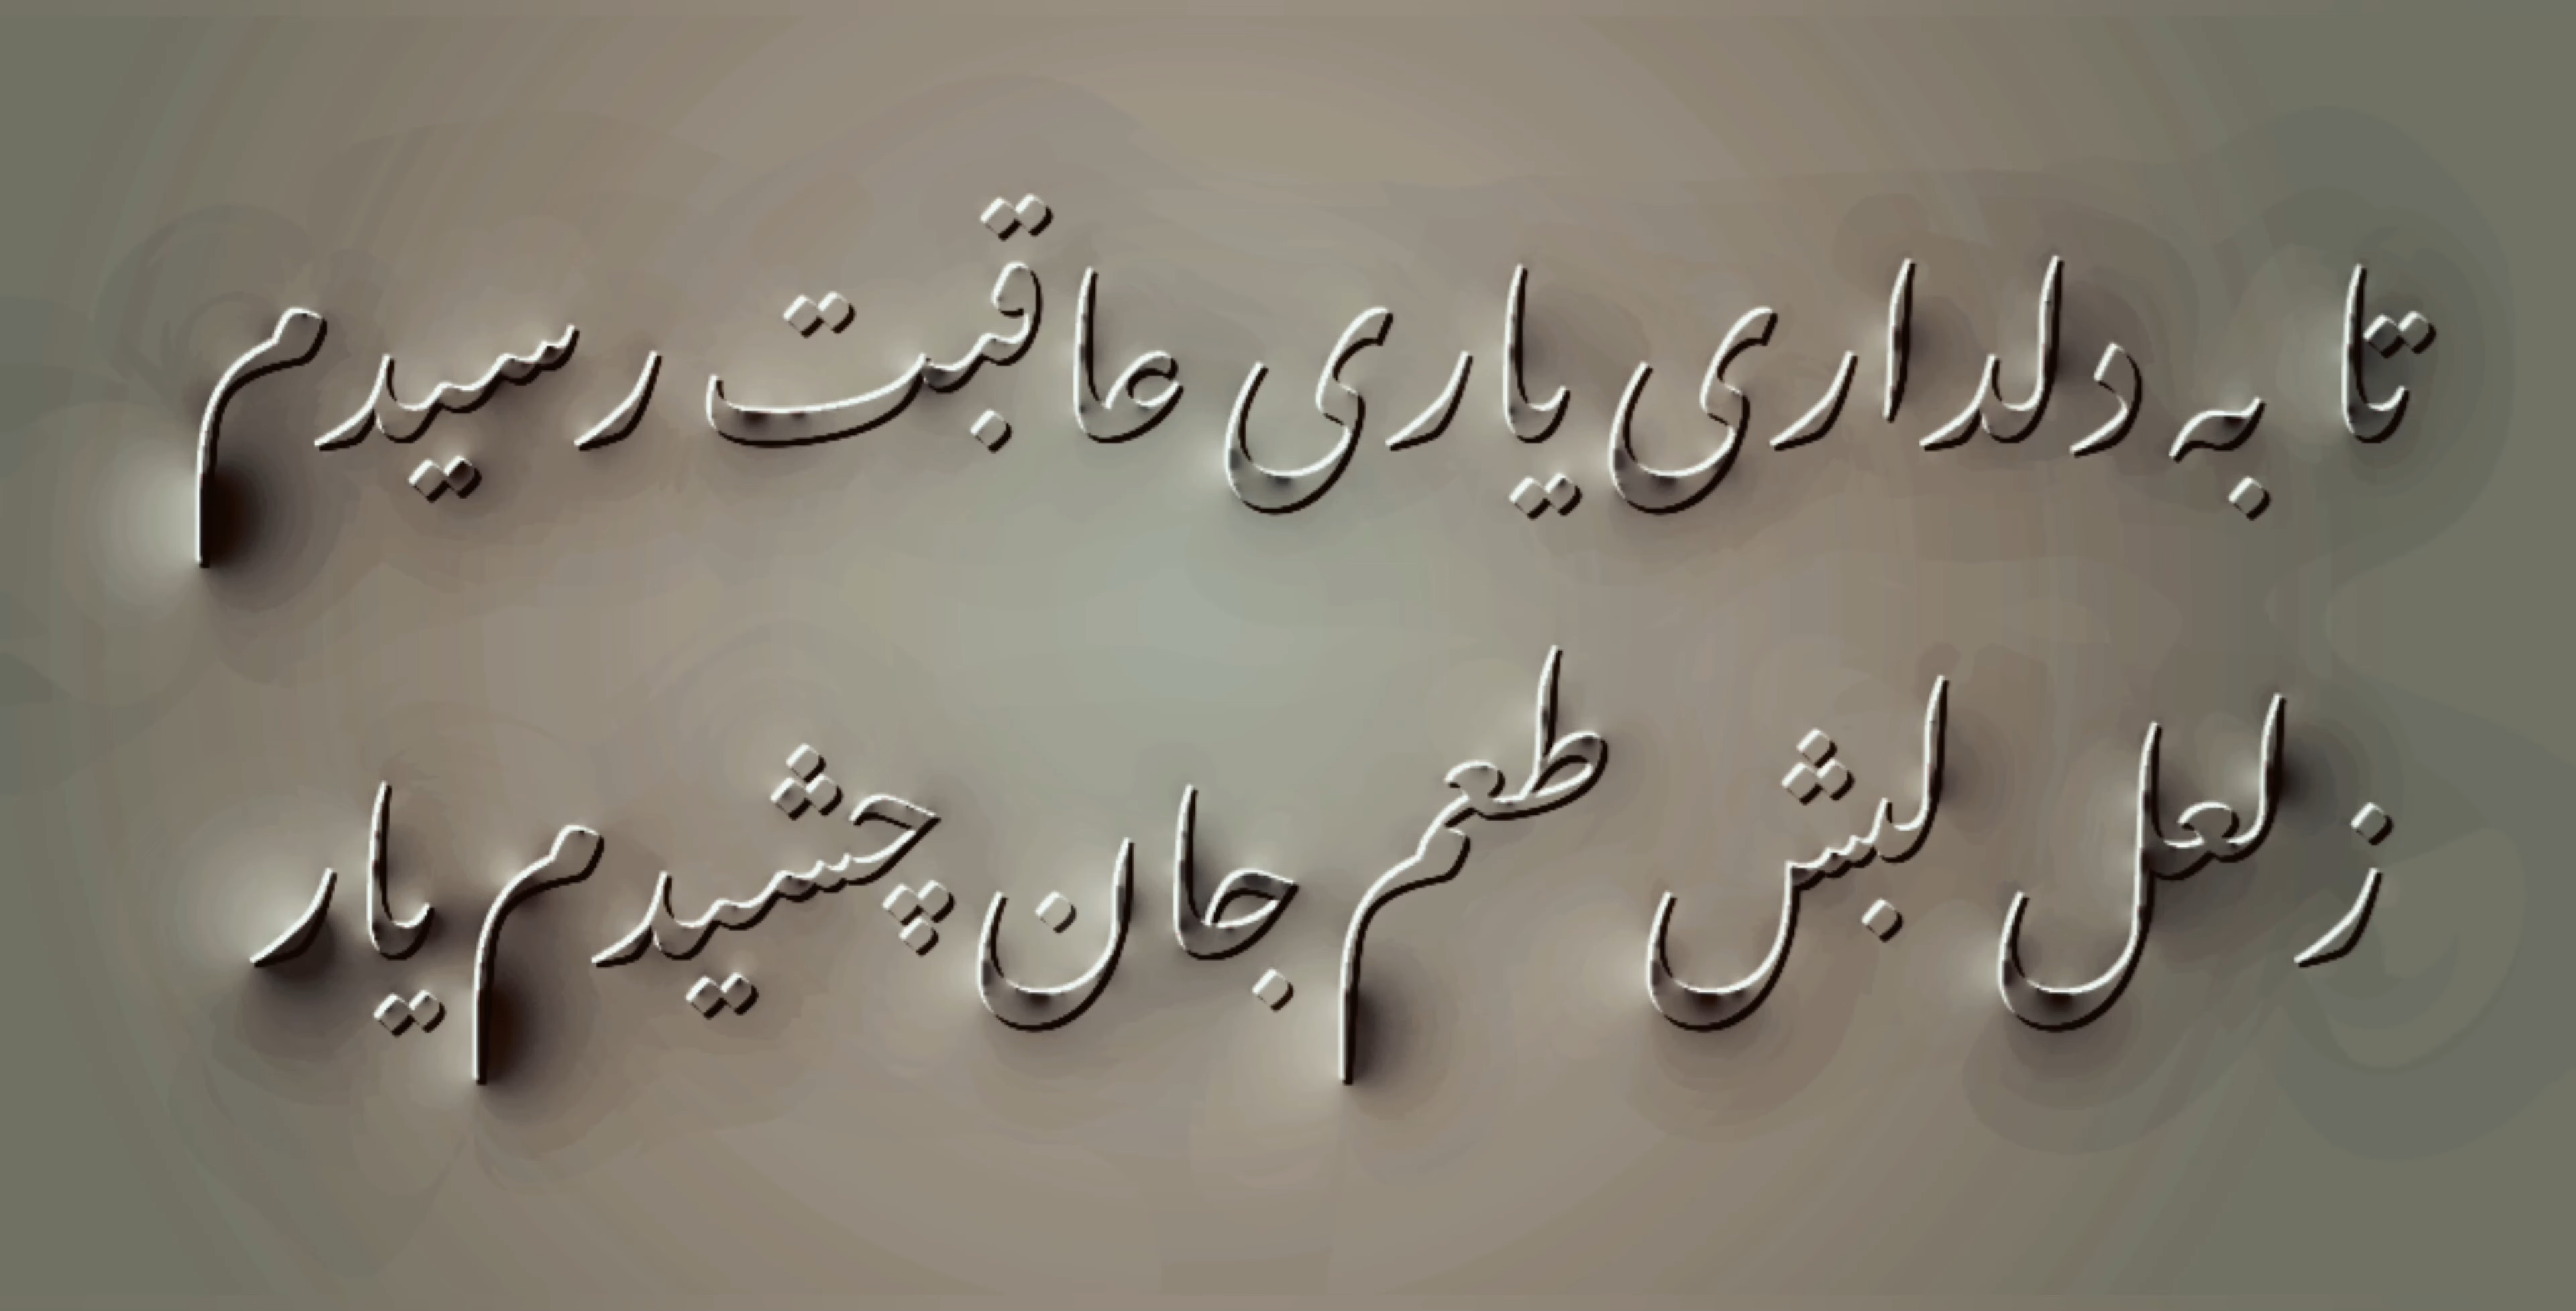 تا به دلداری یاری عاقبت رسیدم
ز لعل لبش طعم جان چشیدم یار